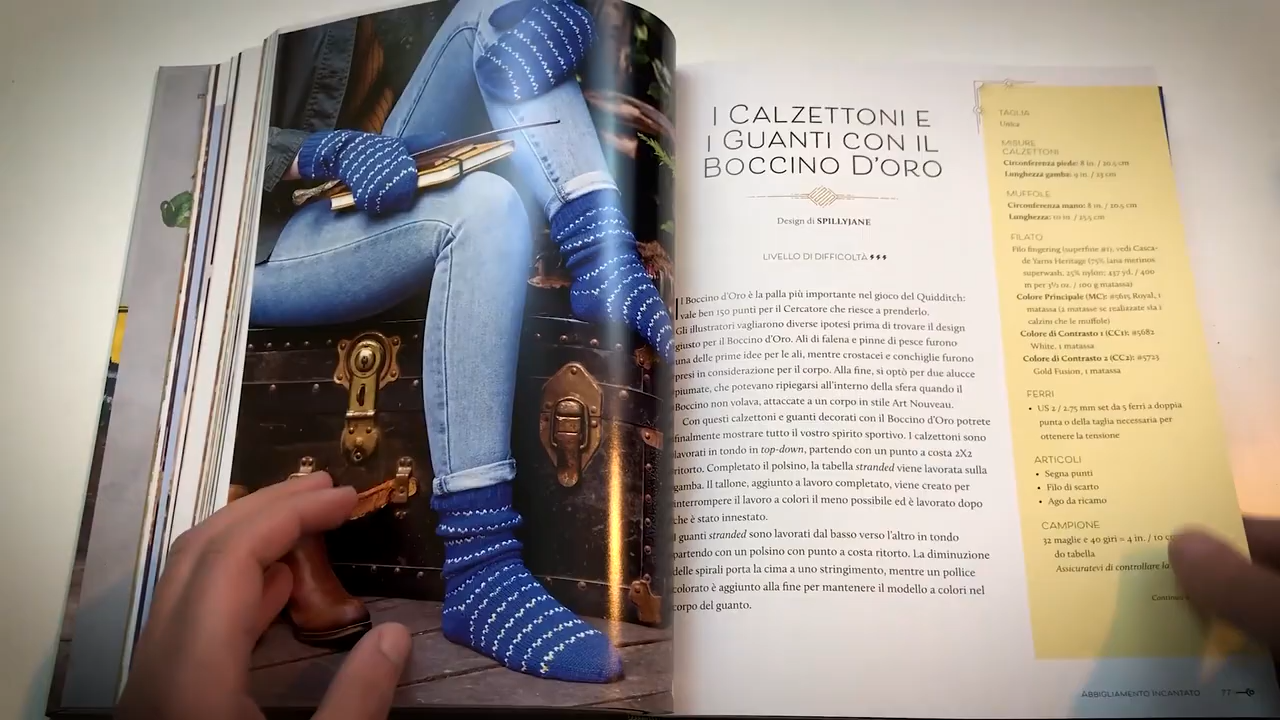 I CALZETTONI E
I GUANTI CON IL
BOCCINO D'ORO
Design di SPILLYJANE
LIVELLO DI DIFFICOLTÀ
Il Boccino d'Oro è la palla più importante nel gioco del Quidditch:
vale ben 150 punti per il Cercatore che riesce a prenderlo.
Gli illustratori vagliarono diverse ipotesi prima di trovare il design
giusto per il Boccino d'Oro. Ali di falena e pinne di pesce furono
una delle prime idee per le ali, mentre crostacei e conchiglie furono
presi in considerazione per il corpo. Alla fine, si optò per due alucce
piumate, che potevano ripiegarsi all'interno della sfera quando il
Boccino non volava, attaccate a un corpo in stile Art Nouveau.
Con questi calzettoni e guanti decorati con il Boccino d'Oro potrete
finalmente mostrare tutto il vostro spirito sportivo. I calzettoni sono
lavorati in tondo in top-down, partendo con un punto a costa 2X2
ritorto. Completato il polsino, la tabella stranded viene lavorata sulla
gamba. Il tallone, aggiunto a lavoro completato, viene creato per
interrompere il lavoro a colori il meno possibile ed è lavorato dopo
che è stato innestato.
I guanti stranded sono lavorati dal basso verso l'altro in tondo
partendo con un polsino con punto a costa ritorto. La diminuzione
delle spirali porta la cima a uno stringimento, mentre un pollice
colorato è aggiunto alla fine per mantenere il modello a colori nel
corpo del guanto.
TAGLIA
Unica
MISURE
CALZETTONI
Circonferenza piede: 8 in. / 20.5 cm
Lunghezza gamba: 9 in. / 23 cm
MUFFOLE
Circonferenza mano: 8 in. / 20.5 cm
Lunghezza: 10 in. / 25.5 cm
FILATO
Filo fingering (superfine #1), vedi Casca-
de Yarns Heritage (75% lana merinos
superwash, 25% nylon; 437 yd. / 400
m per 3½ oz. / 100 g matassa)
Colore Principale (MC): #5615 Royal, 1
matassa (2 matasse se realizzate sia i
calzini che le muffole)
Colore di Contrasto 1 (CC1): #5682
White, 1 matassa
Colore di Contrasto 2 (CC2): #5723
Gold Fusion, 1 matassa
FERRI
• US 2 / 2.75 mm set da 5 ferri a doppia
punta o della taglia necessaria per
ottenere la tensione
ARTICOLI
• Segna punti
• Filo di scarto
• Ago da ricamo
CAMPIONE
32 maglie e 40 giri = 4 in. / 10
do tabella
Assicuratevi di controllare la
ABBIGLIAMENTO INCANTATO 77